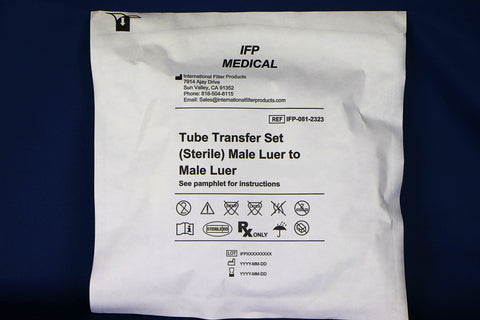 IFP
MEDICAL
International Filter Products
7914 Ajay Drive
Sun Valley, CA 91352
Phone: 818-504-8115
Email: Sales@internationalfilterproducts.com
REF IFP-081-2323
Tube Transfer Set
(Sterile) Male Luer to
Male Luer
See pamphlet for instructions
STERILE EO
Rx ONLY
LOT IFPXXXXXXXXX
YYYY-MM-DD
YYYY-MM-DD